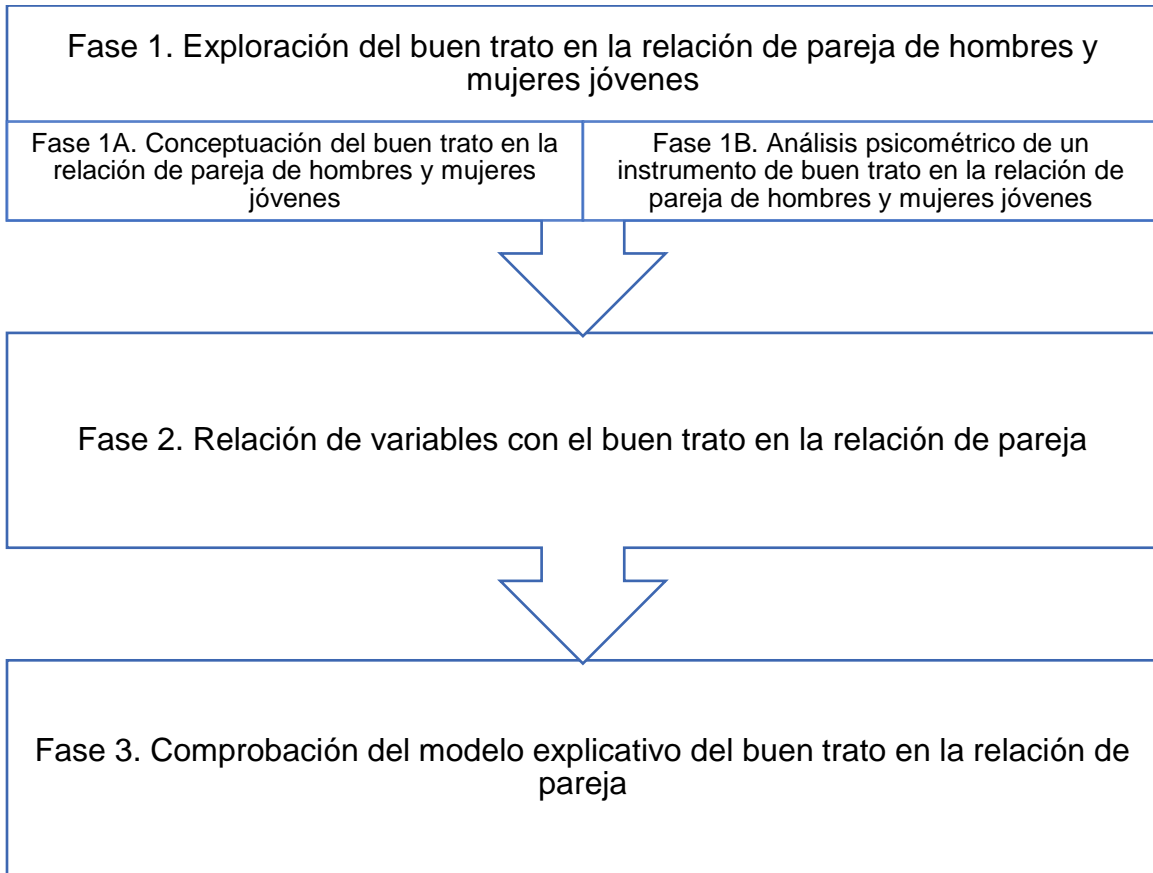 Fase 1. Exploración del buen trato en la relación de pareja de hombres y
mujeres jóvenes
Fase 1A. Conceptuación del buen trato en la
relación de pareja de hombres y mujeres
jóvenes
Fase 1B. Análisis psicométrico de un
instrumento de buen trato en la relación de
pareja de hombres y mujeres jóvenes
Fase 2. Relación de variables con el buen trato en la relación de pareja
Fase 3. Comprobación del modelo explicativo del buen trato en la relación de
pareja